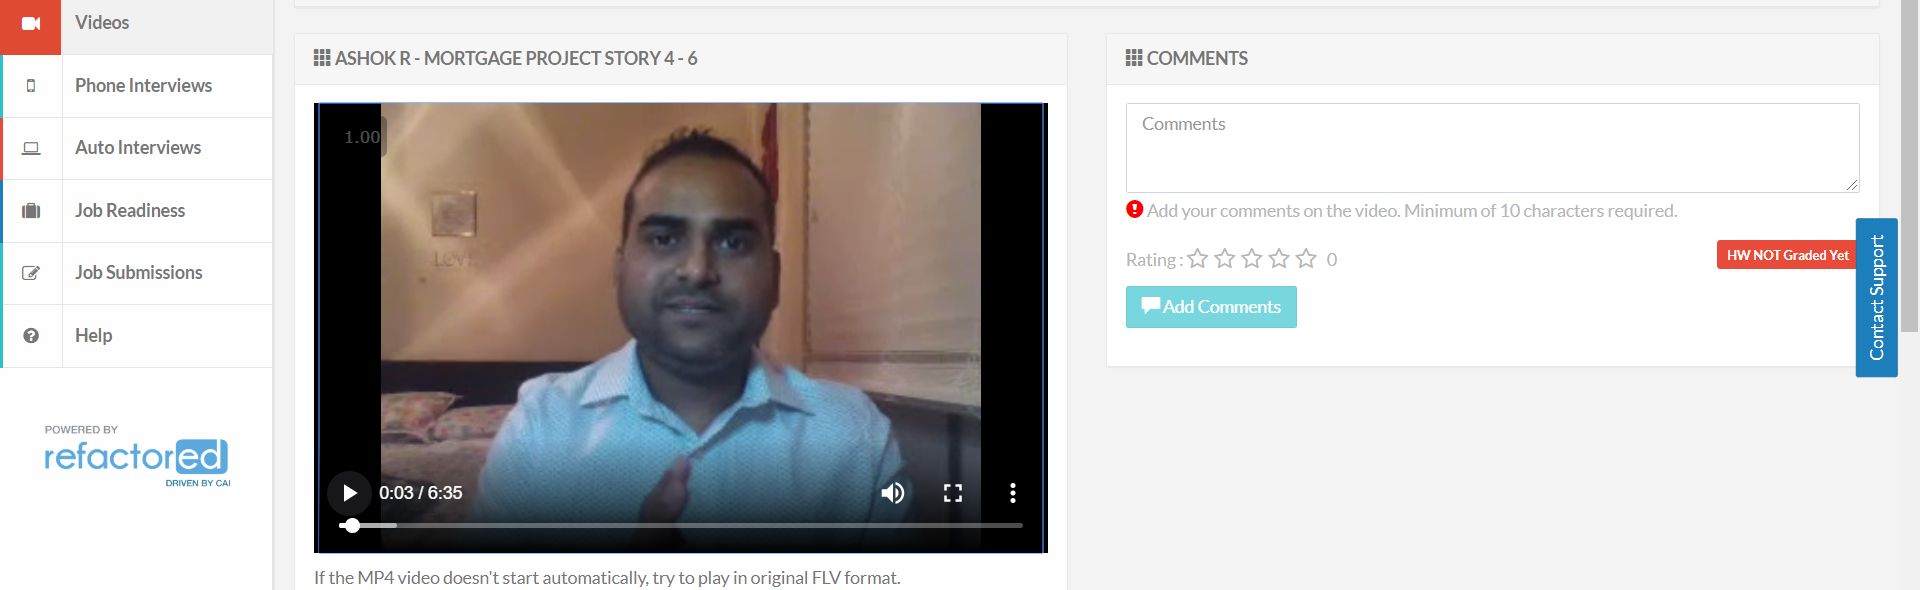 Videos
Phone Interviews
Auto Interviews
Job Readiness
Job Submissions
Help
POWERED BY
refactored
DRIVEN BY CAI
ASHOK R - MORTGAGE PROJECT STORY 4 - 6
1.00
LOVE
0:03 / 6:35
If the MP4 video doesn't start automatically, try to play in original FLV format.
COMMENTS
Comments
Add your comments on the video. Minimum of 10 characters required.
Rating : 0
HW NOT Graded Yet
Add Comments
Contact Support